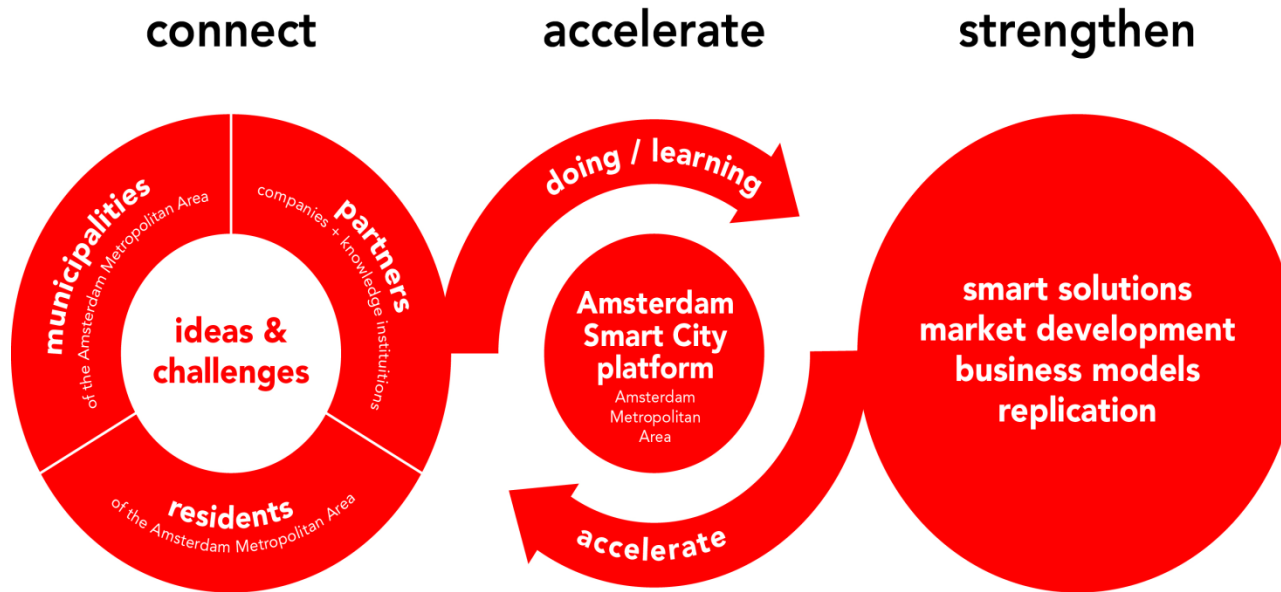 connect
accelerate
strengthen
municipalities
of the Amsterdam Metropolitan Area
partners
companies + knowledge instituitions
residents
of the Amsterdam Metropolitan Area
ideas &
challenges
doing / learning
Amsterdam
Smart City
platform
Amsterdam
Metropolitan
Area
accelerate
smart solutions
market development
business models
replication